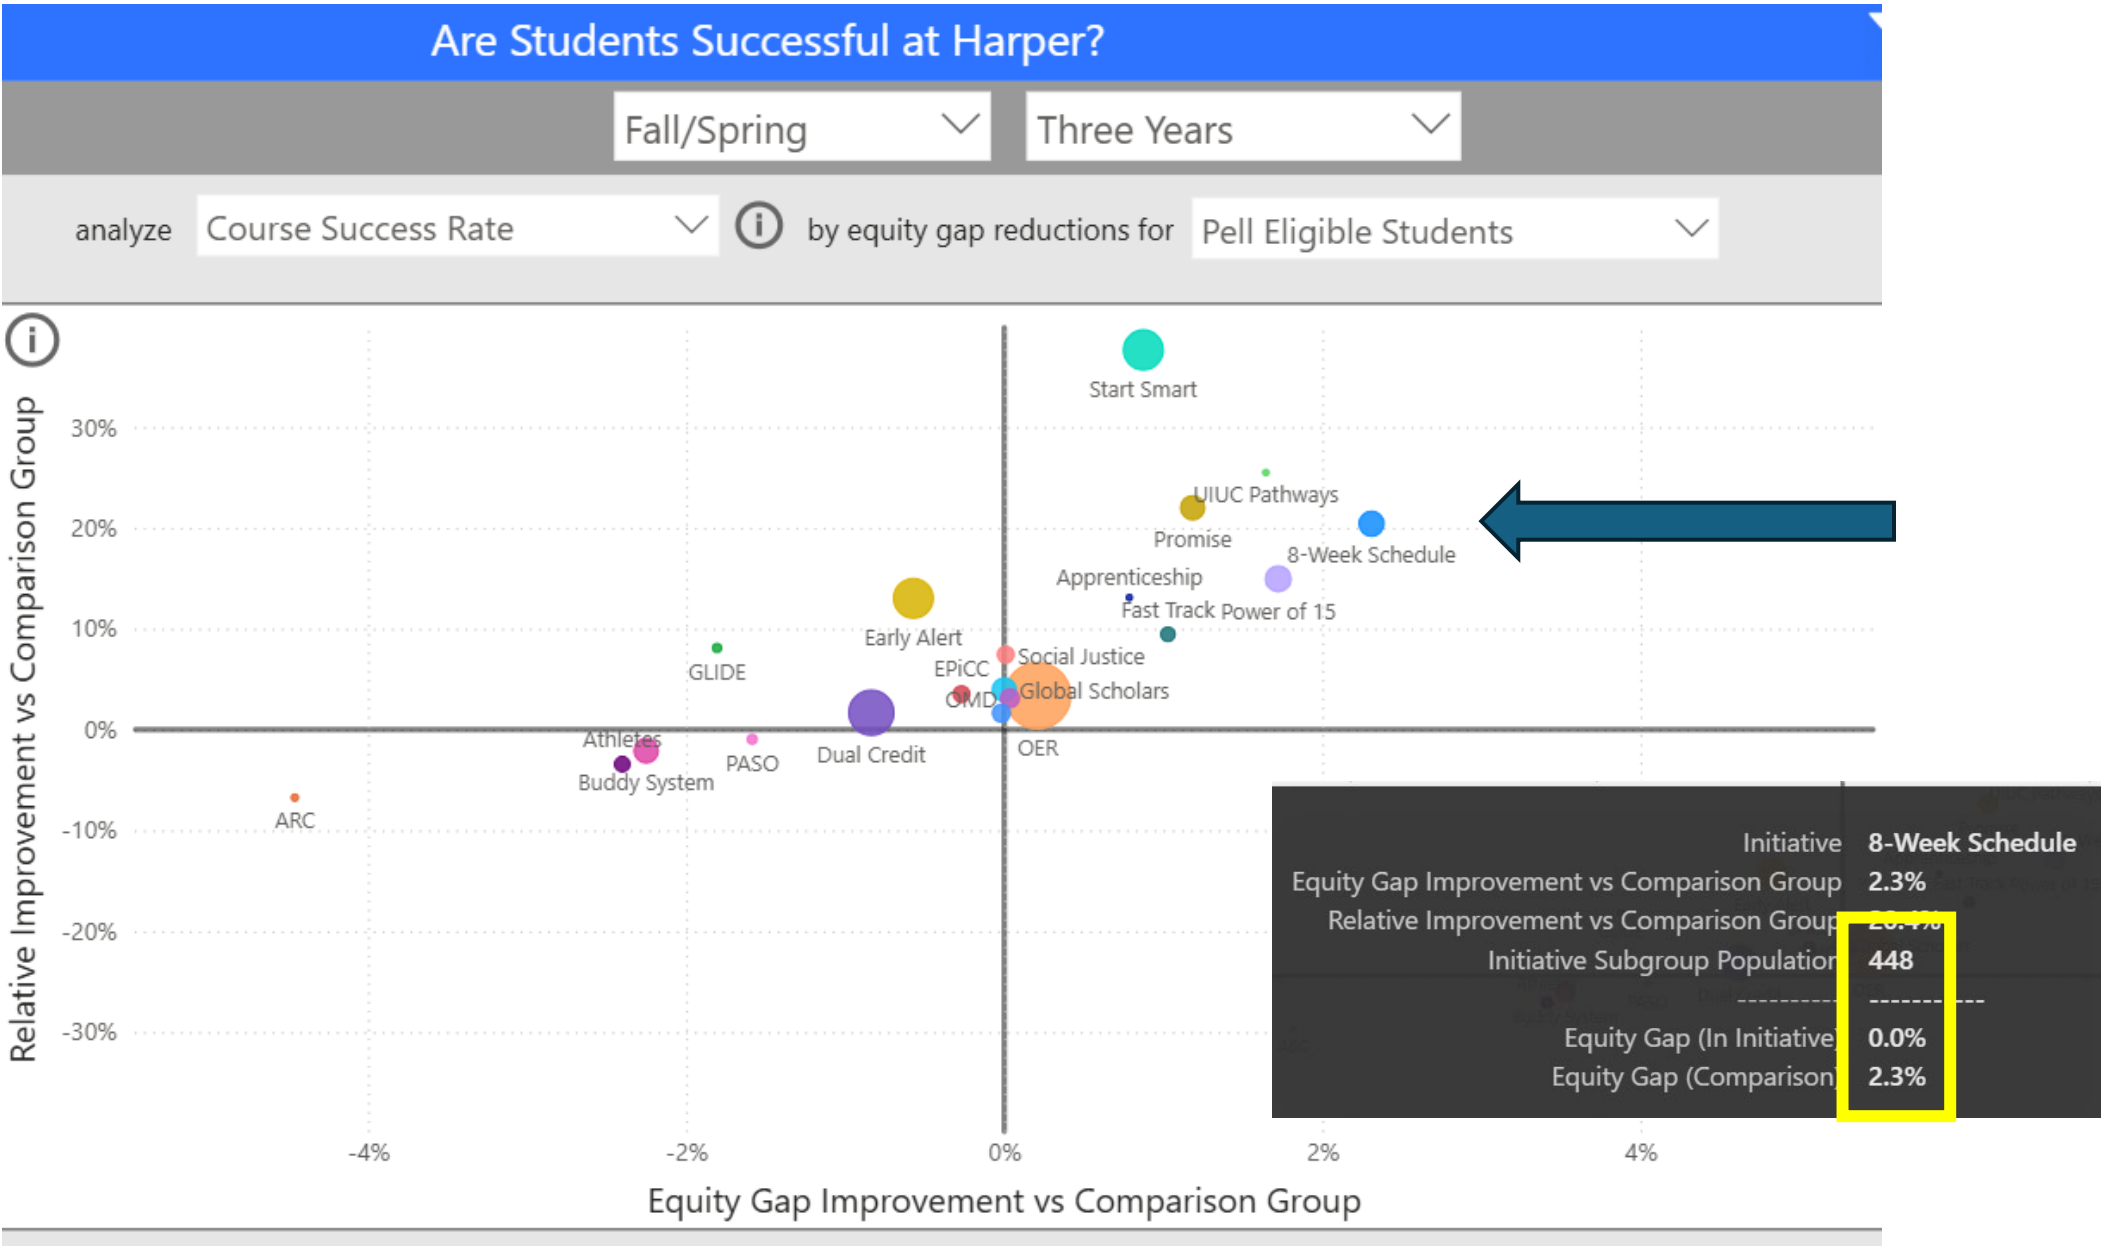 Are Students Successful at Harper?
Fall/Spring
Three Years
analyze
Course Success Rate
i
by equity gap reductions for
Pell Eligible Students
i
Relative Improvement vs Comparison Group
30%
20%
10%
0%
-10%
-20%
-30%
Start Smart
UIUC Pathways
Promise
8-Week Schedule
Apprenticeship
Fast Track
Power of 15
Early Alert
Social Justice
EPiCC
GLIDE
Global Scholars
OMD
Athletes
OER
Dual Credit
PASO
Buddy System
ARC
-4%
-2%
0%
2%
4%
Equity Gap Improvement vs Comparison Group
Initiative 8-Week Schedule
Equity Gap Improvement vs Comparison Group 2.3%
Relative Improvement vs Comparison Group 20.4%
Initiative Subgroup Population 448
Equity Gap (In Initiative) 0.0%
Equity Gap (Comparison) 2.3%